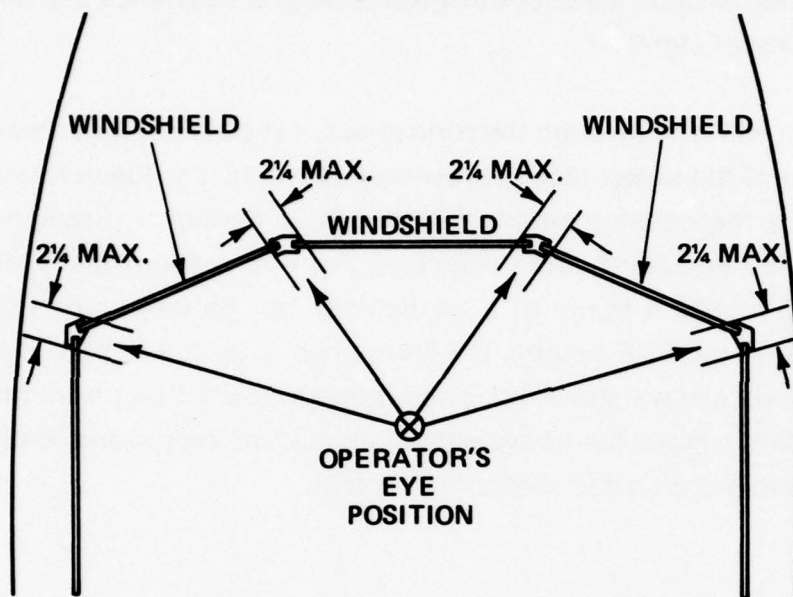 WINDSHIELD
WINDSHIELD
2¼ MAX.
2¼ MAX.
WINDSHIELD
2¼ MAX.
2¼ MAX.
OPERATOR'S
EYE
POSITION